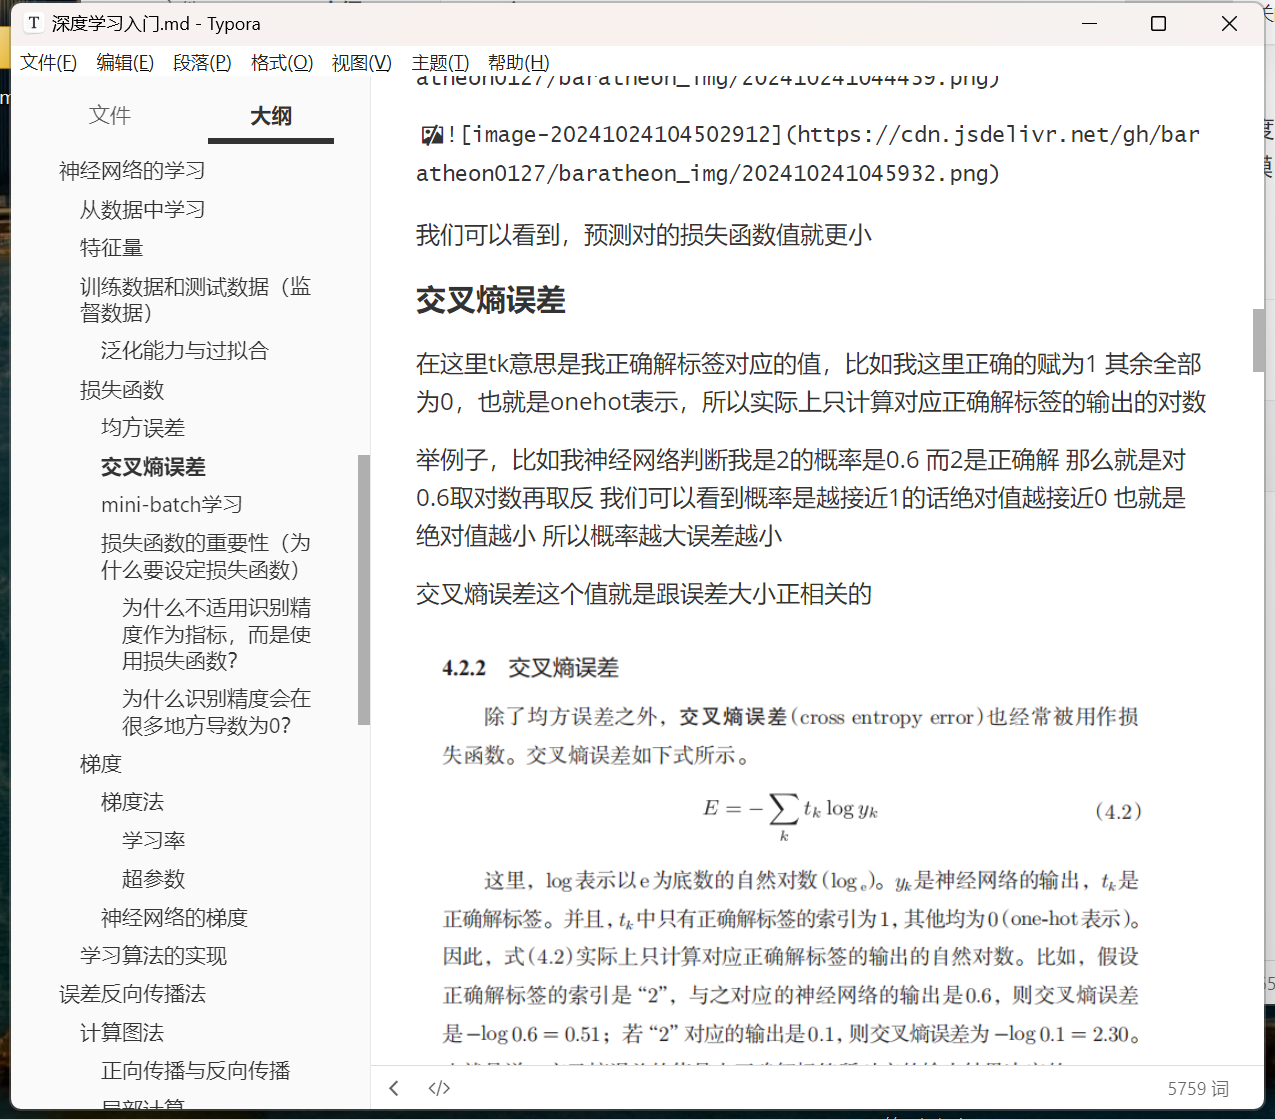 深度学习入门.md - Typora
文件(F) 编辑(E) 段落(P) 格式(O) 视图(V) 主题(T) 帮助(H)
文件 大纲
神经网络的学习
从数据中学习
特征量
训练数据和测试数据（监
督数据）
泛化能力与过拟合
损失函数
均方误差
交叉熵误差
mini-batch学习
损失函数的重要性（为
什么要设定损失函数）
为什么不适用识别精
度作为指标，而是使
用损失函数？
为什么识别精度会在
很多地方导数为0？
梯度
梯度法
学习率
超参数
神经网络的梯度
学习算法的实现
误差反向传播法
计算图法
正向传播与反向传播
局部计算
atheon0127/baratheon_img/202410241044439.png)
![image-20241024104502912](https://cdn.jsdelivr.net/gh/bar
atheon0127/baratheon_img/202410241045932.png)
我们可以看到，预测对的损失函数值就更小
交叉熵误差
在这里tk意思是我正确解标签对应的值，比如我这里正确的赋为1 其余全部
为0，也就是onehot表示，所以实际上只计算对应正确解标签的输出的对数
举例子，比如我神经网络判断我是2的概率是0.6 而2是正确解 那么就是对
0.6取对数再取反 我们可以看到概率是越接近1的话绝对值越接近0 也就是
绝对值越小 所以概率越大误差越小
交叉熵误差这个值就是跟误差大小正相关的
4.2.2 交叉熵误差
除了均方误差之外，交叉熵误差(cross entropy error)也经常被用作损
失函数。交叉熵误差如下式所示。
E = −∑k tk log yk (4.2)
这里，log表示以e为底数的自然对数(log e)。yk是神经网络的输出，tk是
正确解标签。并且，tk中只有正确解标签的索引为1，其他均为0(one-hot表示)。
因此，式(4.2)实际上只计算对应正确解标签的输出的自然对数。比如，假设
正确解标签的索引是“2”，与之对应的神经网络的输出是0.6，则交叉熵误差
是−log 0.6 = 0.51；若“2”对应的输出是0.1，则交叉熵误差为−log 0.1 = 2.30。
5759 词